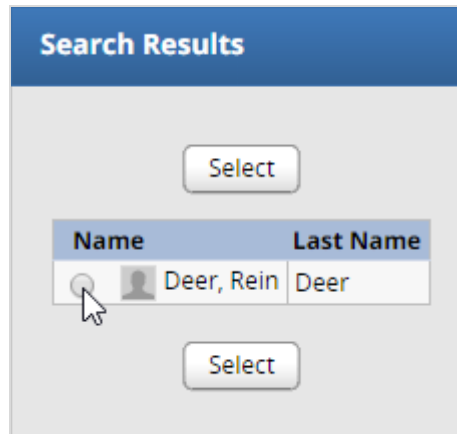 Search Results
Select
Name Last Name
Deer, Rein Deer
Select